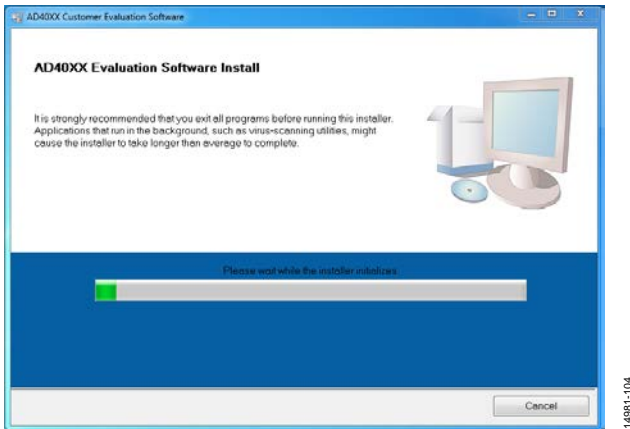 AD40XX Customer Evaluation Software
AD40XX Evaluation Software Install
It is strongly recommended that you exit all programs before running this installer.
Applications that run in the background, such as virus-scanning utilities, might
cause the installer to take longer than average to complete.
Please wait while the installer initializes
Cancel
14981-104